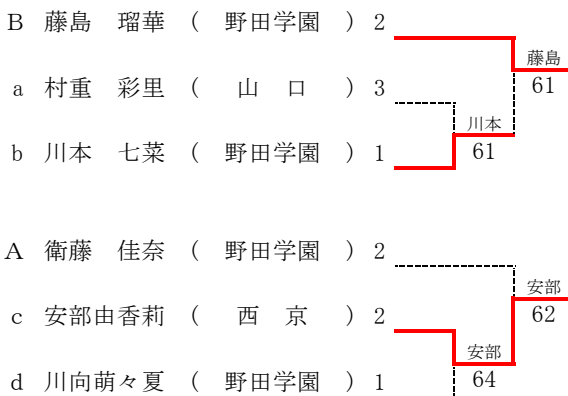 B 藤島 瑠華 ( 野田学園 ) 2
藤島
61
a 村重 彩里 ( 山 口 ) 3
川本
61
b 川本 七菜 ( 野田学園 ) 1
A 衛藤 佳奈 ( 野田学園 ) 2
安部
62
c 安部由香莉 ( 西 京 ) 2
安部
64
d 川向萌々夏 ( 野田学園 ) 1